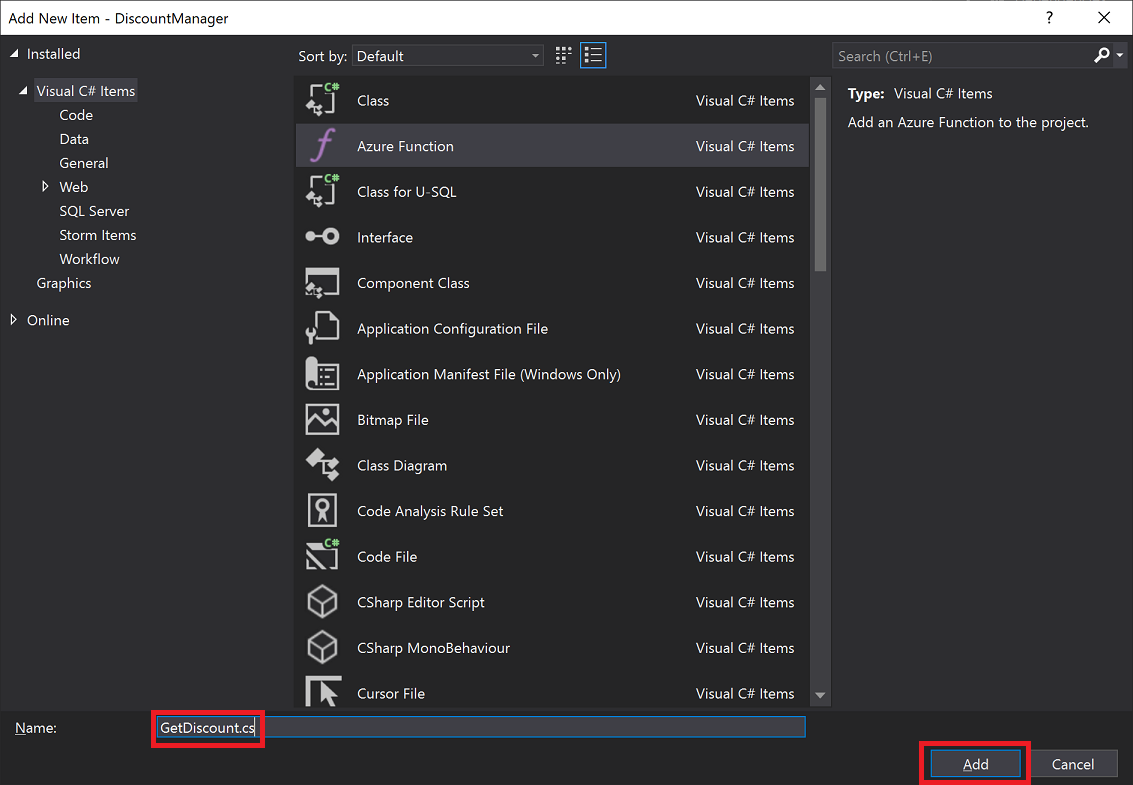 Add New Item - DiscountManager
?
Installed
Visual C# Items
Code
Data
General
Web
SQL Server
Storm Items
Workflow
Graphics
Online
Sort by: Default
Search (Ctrl+E)
C# Class Visual C# Items
Azure Function Visual C# Items
C# Class for U-SQL Visual C# Items
Interface Visual C# Items
Component Class Visual C# Items
Application Configuration File Visual C# Items
Application Manifest File (Windows Only) Visual C# Items
Bitmap File Visual C# Items
Class Diagram Visual C# Items
Code Analysis Rule Set Visual C# Items
C# Code File Visual C# Items
CSharp Editor Script Visual C# Items
CSharp MonoBehaviour Visual C# Items
Cursor File Visual C# Items
Type: Visual C# Items
Add an Azure Function to the project.
Name: GetDiscount.cs
Add Cancel